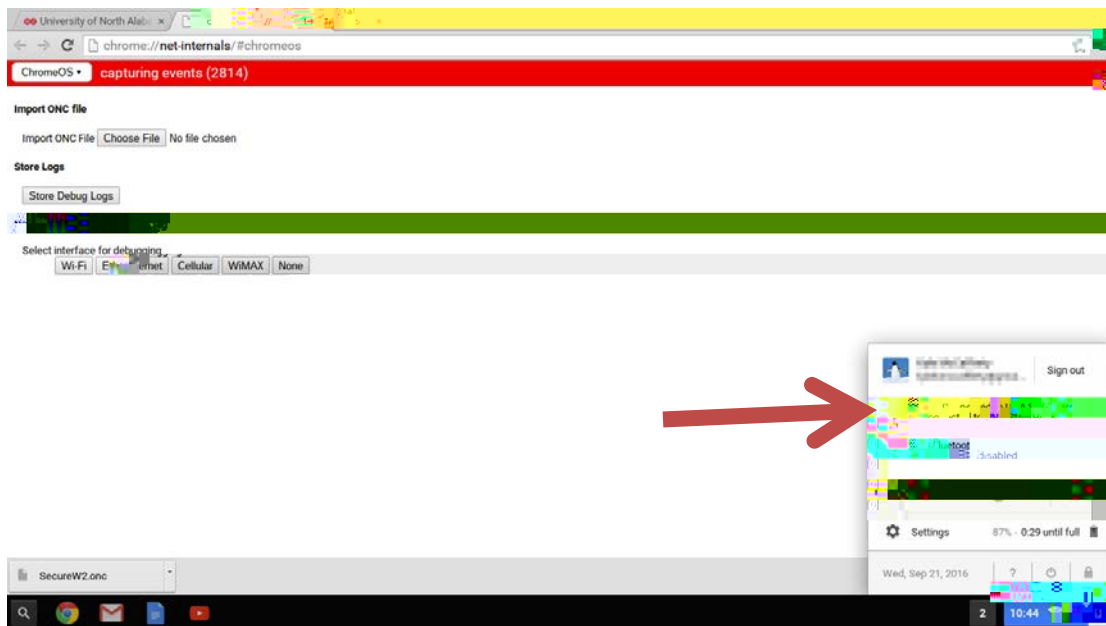 University of North Alab
chrome://net-internals/#chromeos
ChromeOS capturing events (2814)
Import ONC file
Import ONC File Choose File No file chosen
Store Logs
Store Debug Logs
Select interface for debugging
Wi-Fi Cellular WiMAX None
Sign out
disabled
Settings 87% - 0:29 until full
SecureW2.onc
Wed, Sep 21, 2016 ?
2 10:44